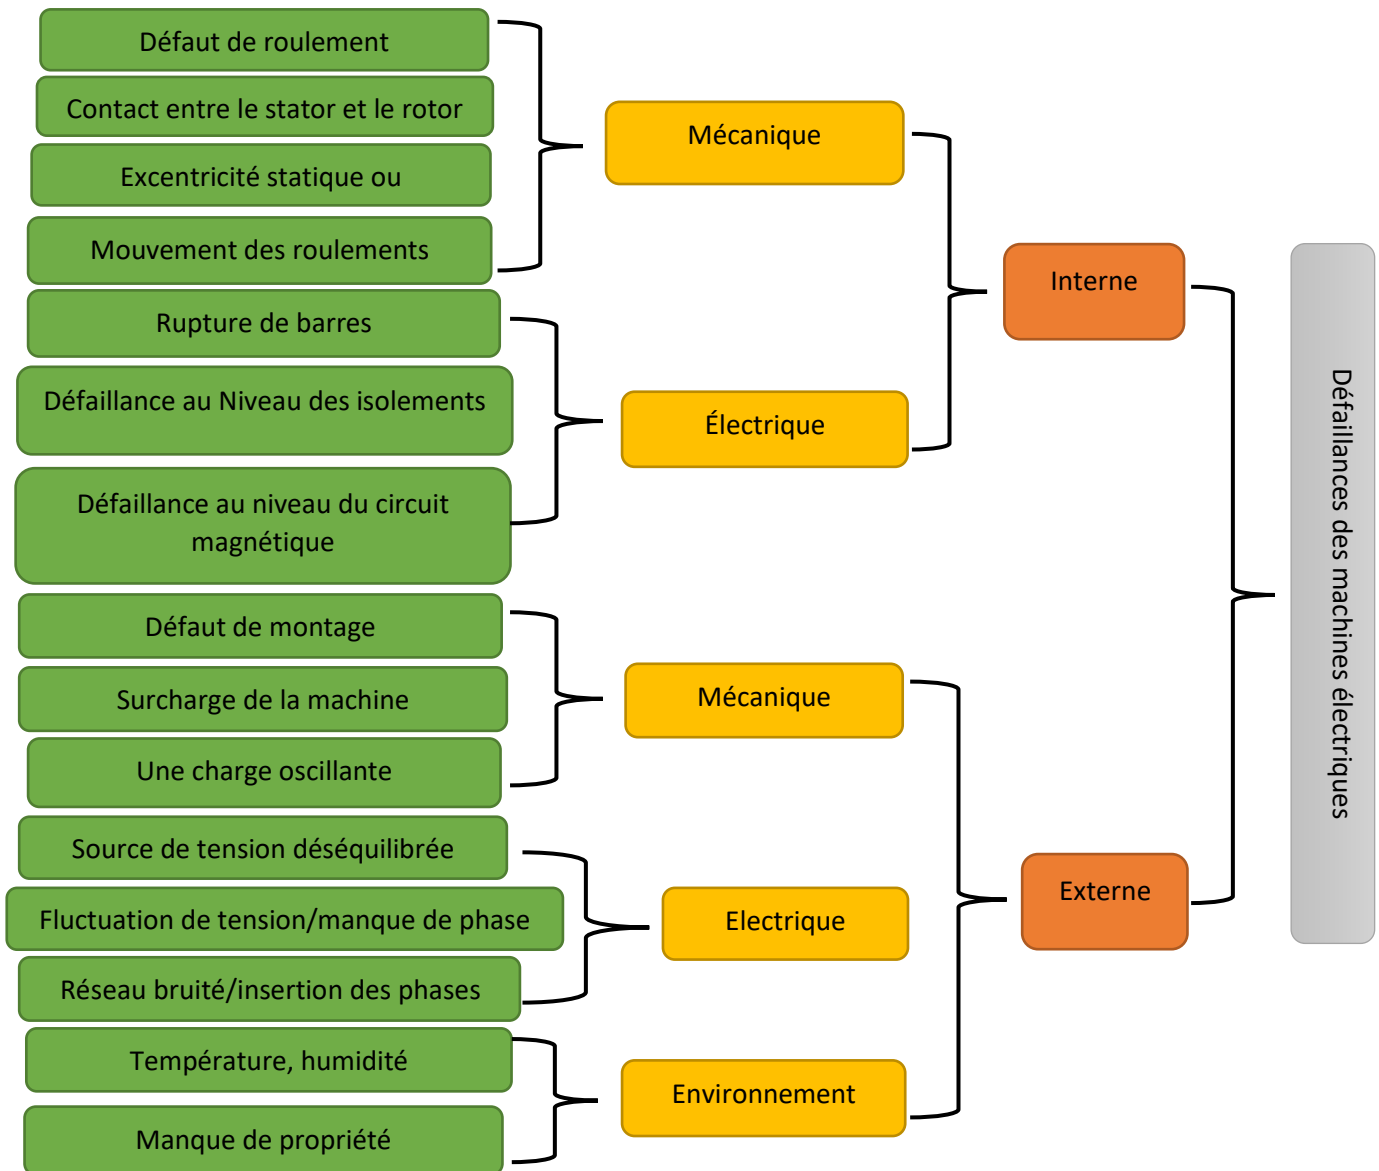 Défaut de roulement
Contact entre le stator et le rotor
Excentricité statique ou
Mouvement des roulements
Mécanique
Rupture de barres
Défaillance au Niveau des isolements
Défaillance au niveau du circuit
magnétique
Électrique
Interne
Défaut de montage
Surcharge de la machine
Une charge oscillante
Mécanique
Source de tension déséquilibrée
Fluctuation de tension/manque de phase
Réseau bruité/insertion des phases
Electrique
Température, humidité
Manque de propriété
Environnement
Externe
Défaillances des machines électriques